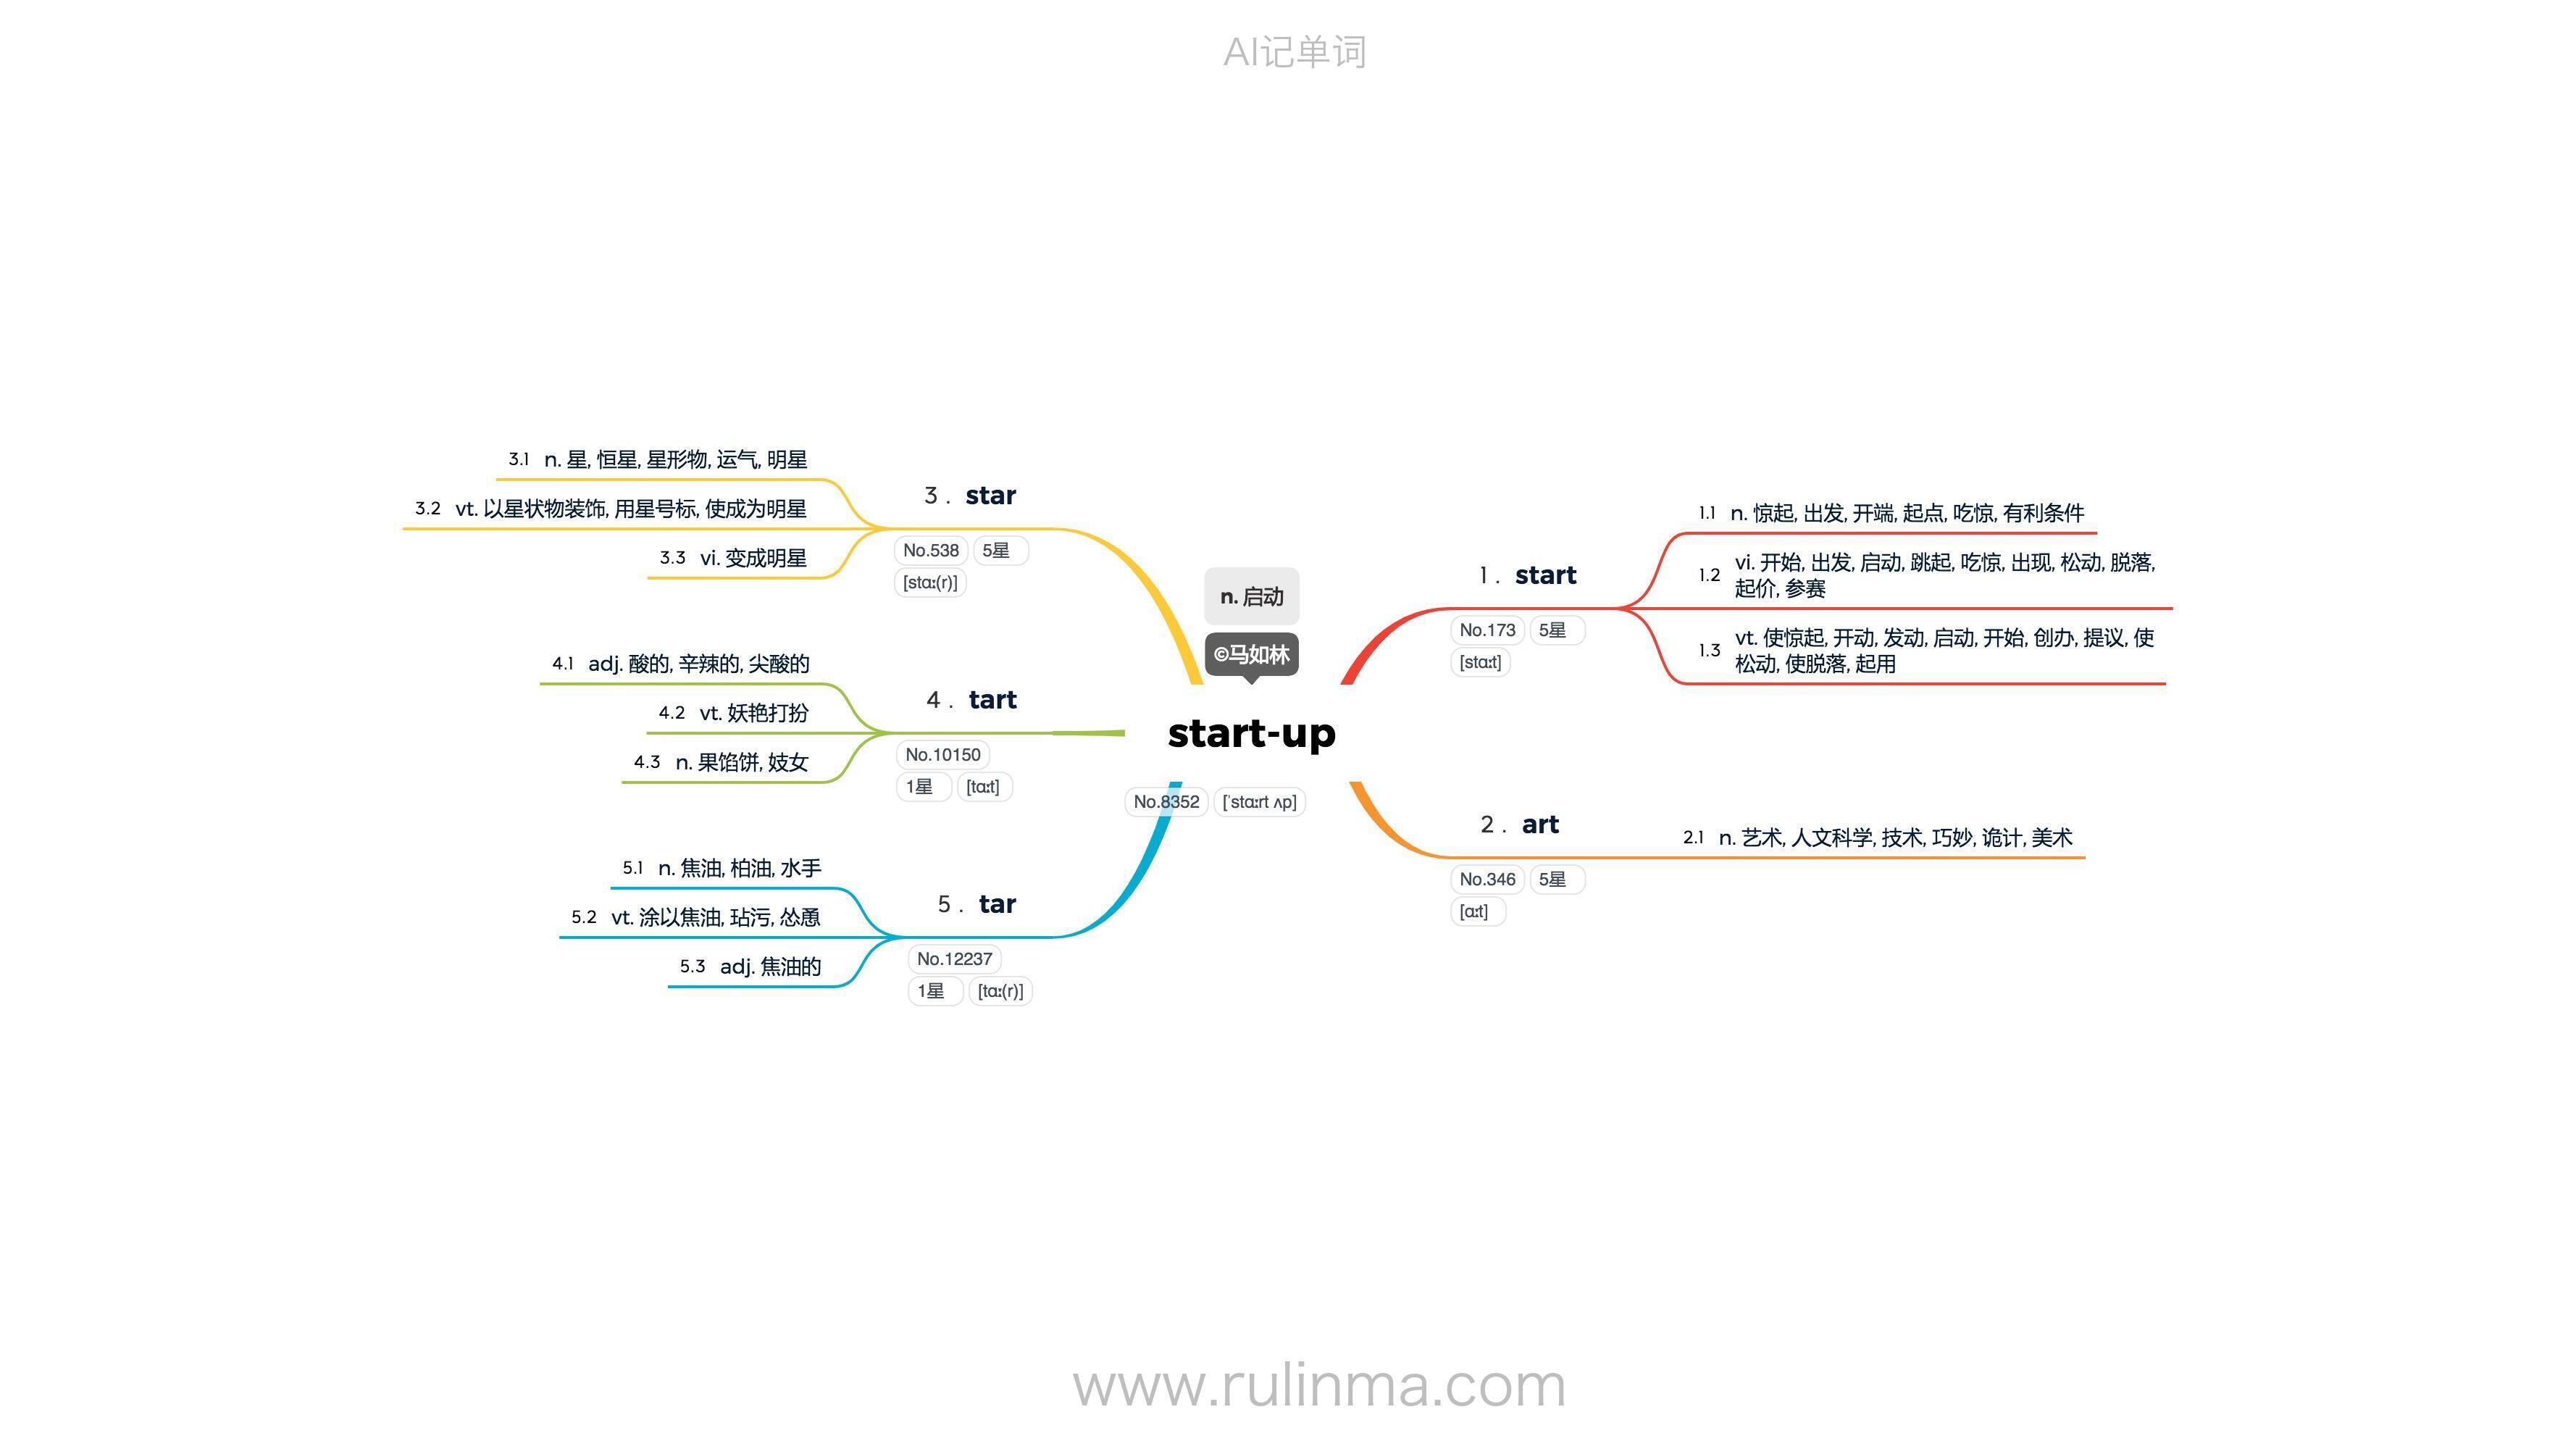 AI记单词
n. 启动
©马如林
start-up
No.8352 [ˈstɑːrt ʌp]
1. start
No.173 5星
[stɑːt]
1.1 n. 惊起, 出发, 开端, 起点, 吃惊, 有利条件
1.2 vi. 开始, 出发, 启动, 跳起, 吃惊, 出现, 松动, 脱落,
起价, 参赛
1.3 vt. 使惊起, 开动, 发动, 启动, 开始, 创办, 提议, 使
松动, 使脱落, 起用
2. art
No.346 5星
[ɑːt]
2.1 n. 艺术, 人文科学, 技术, 巧妙, 诡计, 美术
3. star
No.538 5星
[stɑː(r)]
3.1 n. 星, 恒星, 星形物, 运气, 明星
3.2 vt. 以星状物装饰, 用星号标, 使成为明星
3.3 vi. 变成明星
4. tart
No.10150
1星 [tɑːt]
4.1 adj. 酸的, 辛辣的, 尖酸的
4.2 vt. 妖艳打扮
4.3 n. 果馅饼, 妓女
5. tar
No.12237
1星 [tɑː(r)]
5.1 n. 焦油, 柏油, 水手
5.2 vt. 涂以焦油, 玷污, 怂恿
5.3 adj. 焦油的
www.rulinma.com